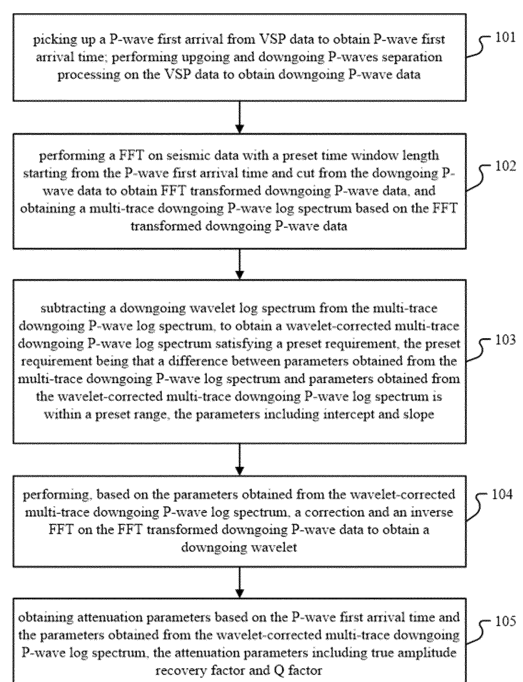 picking up a P-wave first arrival from VSP data to obtain P-wave first
arrival time; performing upgoing and downgoing P-waves separation
processing on the VSP data to obtain downgoing P-wave data
101
performing a FFT on seismic data with a preset time window length
starting from the P-wave first arrival time and cut from the downgoing P-
wave data to obtain FFT transformed downgoing P-wave data, and
obtaining a multi-trace downgoing P-wave log spectrum based on the FFT
transformed downgoing P-wave data
102
subtracting a downgoing wavelet log spectrum from the multi-trace
downgoing P-wave log spectrum, to obtain a wavelet-corrected multi-trace
downgoing P-wave log spectrum satisfying a preset requirement, the preset
requirement being that a difference between parameters obtained from the
multi-trace downgoing P-wave log spectrum and parameters obtained from
the wavelet-corrected multi-trace downgoing P-wave log spectrum is
within a preset range, the parameters including intercept and slope
103
performing, based on the parameters obtained from the wavelet-corrected
multi-trace downgoing P-wave log spectrum, a correction and an inverse
FFT on the FFT transformed downgoing P-wave data to obtain a
downgoing wavelet
104
obtaining attenuation parameters based on the P-wave first arrival time and
the parameters obtained from the wavelet-corrected multi-trace downgoing
P-wave log spectrum, the attenuation parameters including true amplitude
recovery factor and Q factor
105